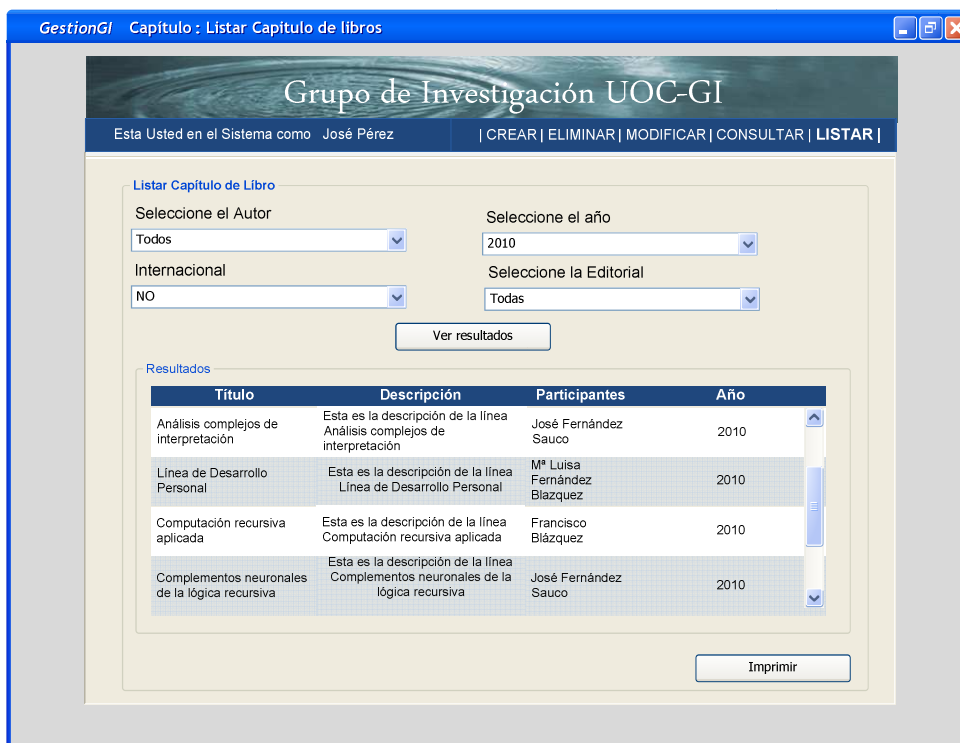 GestionGI Capítulo : Listar Capitulo de libros
Grupo de Investigación UOC-GI
Esta Usted en el Sistema como José Pérez
| CREAR | ELIMINAR | MODIFICAR | CONSULTAR | LISTAR |
Listar Capítulo de Líbro
Seleccione el Autor
Todos
Seleccione el año
2010
Internacional
NO
Seleccione la Editorial
Todas
Ver resultados
Resultados
Título Descripción Participantes Año
Análisis complejos de
interpretación
Esta es la descripción de la línea
Análisis complejos de
interpretación
José Fernández
Sauco
2010
Línea de Desarrollo
Personal
Esta es la descripción de la línea
Línea de Desarrollo Personal
Mª Luisa
Fernández
Blazquez
2010
Computación recursiva
aplicada
Esta es la descripción de la línea
Computación recursiva aplicada
Francisco
Blázquez
2010
Complementos neuronales
de la lógica recursiva
Esta es la descripción de la línea
Complementos neuronales de la
lógica recursiva
José Fernández
Sauco
2010
Imprimir